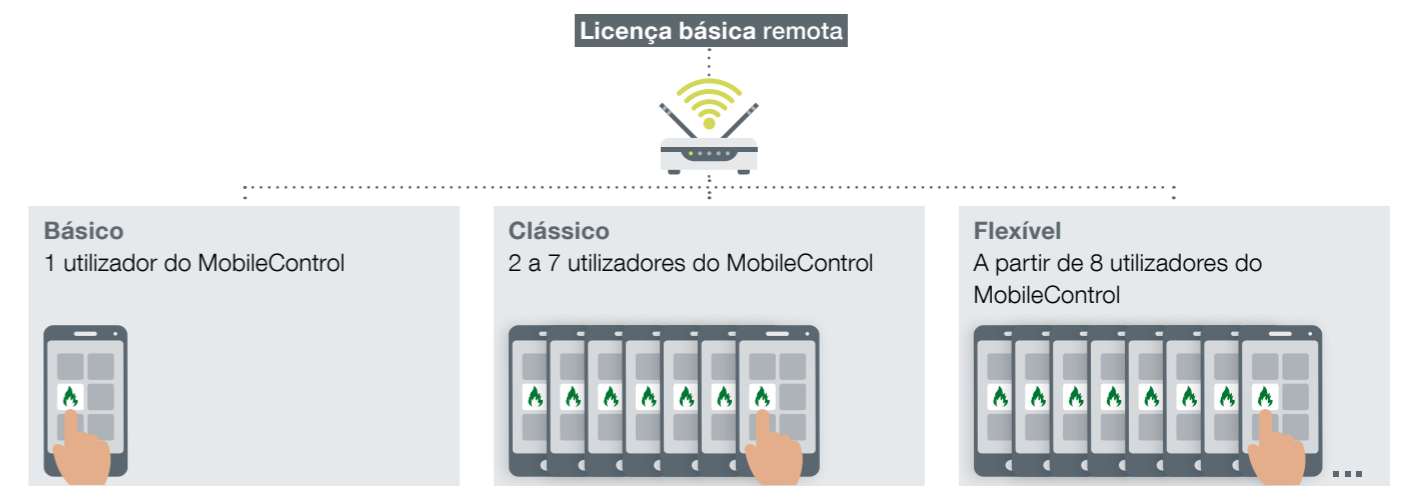 Licença básica remota
Básico
1 utilizador do MobileControl
Clássico
2 a 7 utilizadores do MobileControl
Flexível
A partir de 8 utilizadores do
MobileControl
...